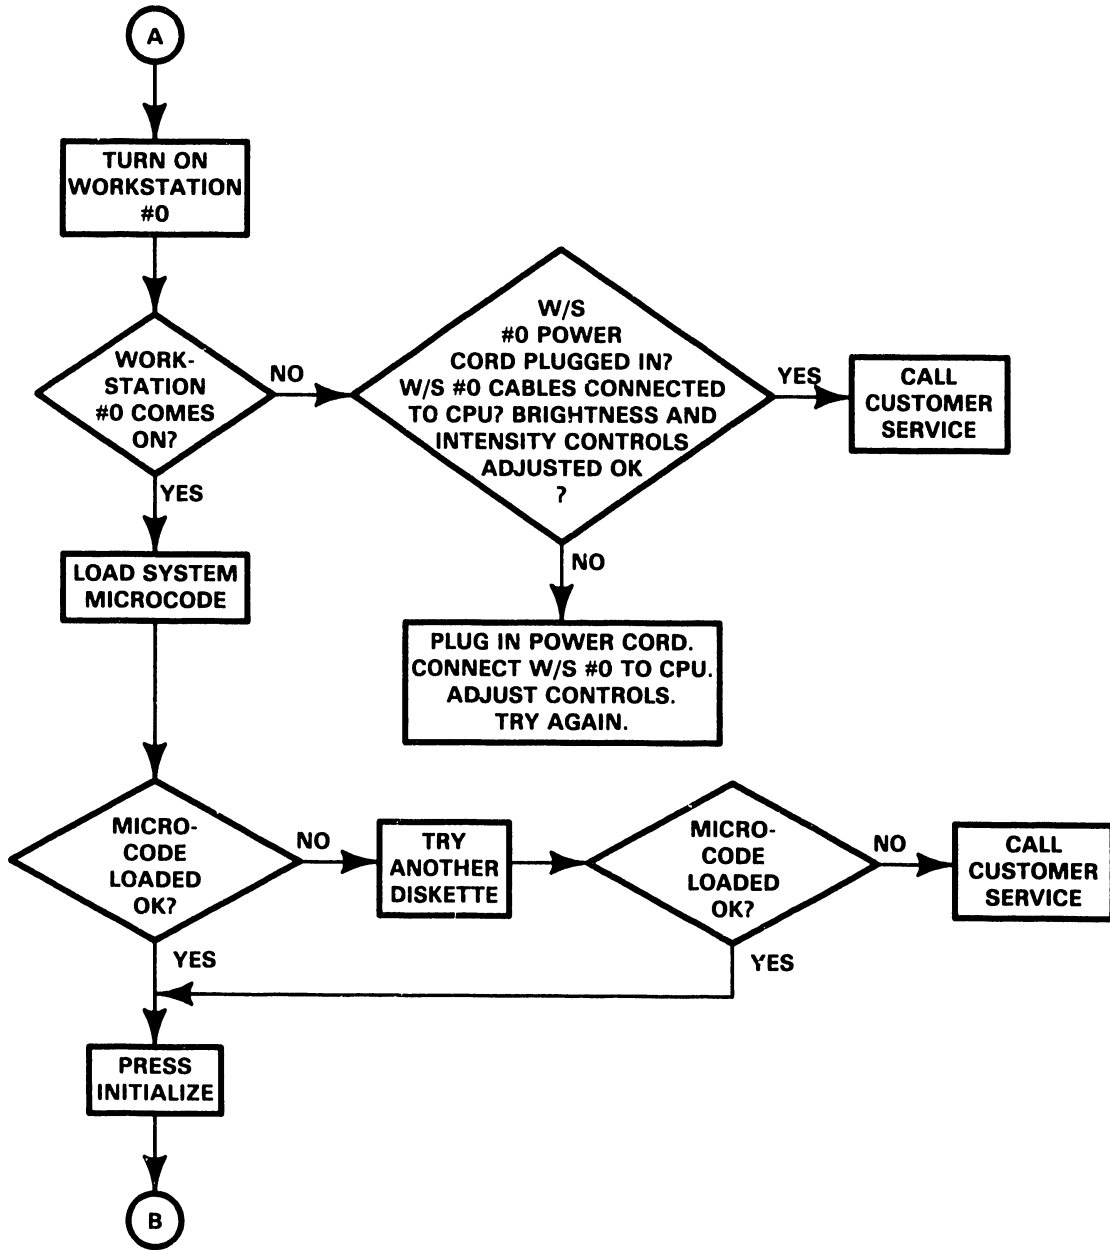 A
TURN ON
WORKSTATION
#0
WORK-
STATION
#0 COMES
ON?
NO
W/S
#0 POWER
CORD PLUGGED IN?
W/S #0 CABLES CONNECTED
TO CPU? BRIGHTNESS AND
INTENSITY CONTROLS
ADJUSTED OK
?
YES
CALL
CUSTOMER
SERVICE
YES
NO
LOAD SYSTEM
MICROCODE
PLUG IN POWER CORD.
CONNECT W/S #0 TO CPU.
ADJUST CONTROLS.
TRY AGAIN.
MICRO-
CODE
LOADED
OK?
NO
TRY
ANOTHER
DISKETTE
MICRO-
CODE
LOADED
OK?
NO
CALL
CUSTOMER
SERVICE
YES
YES
PRESS
INITIALIZE
B